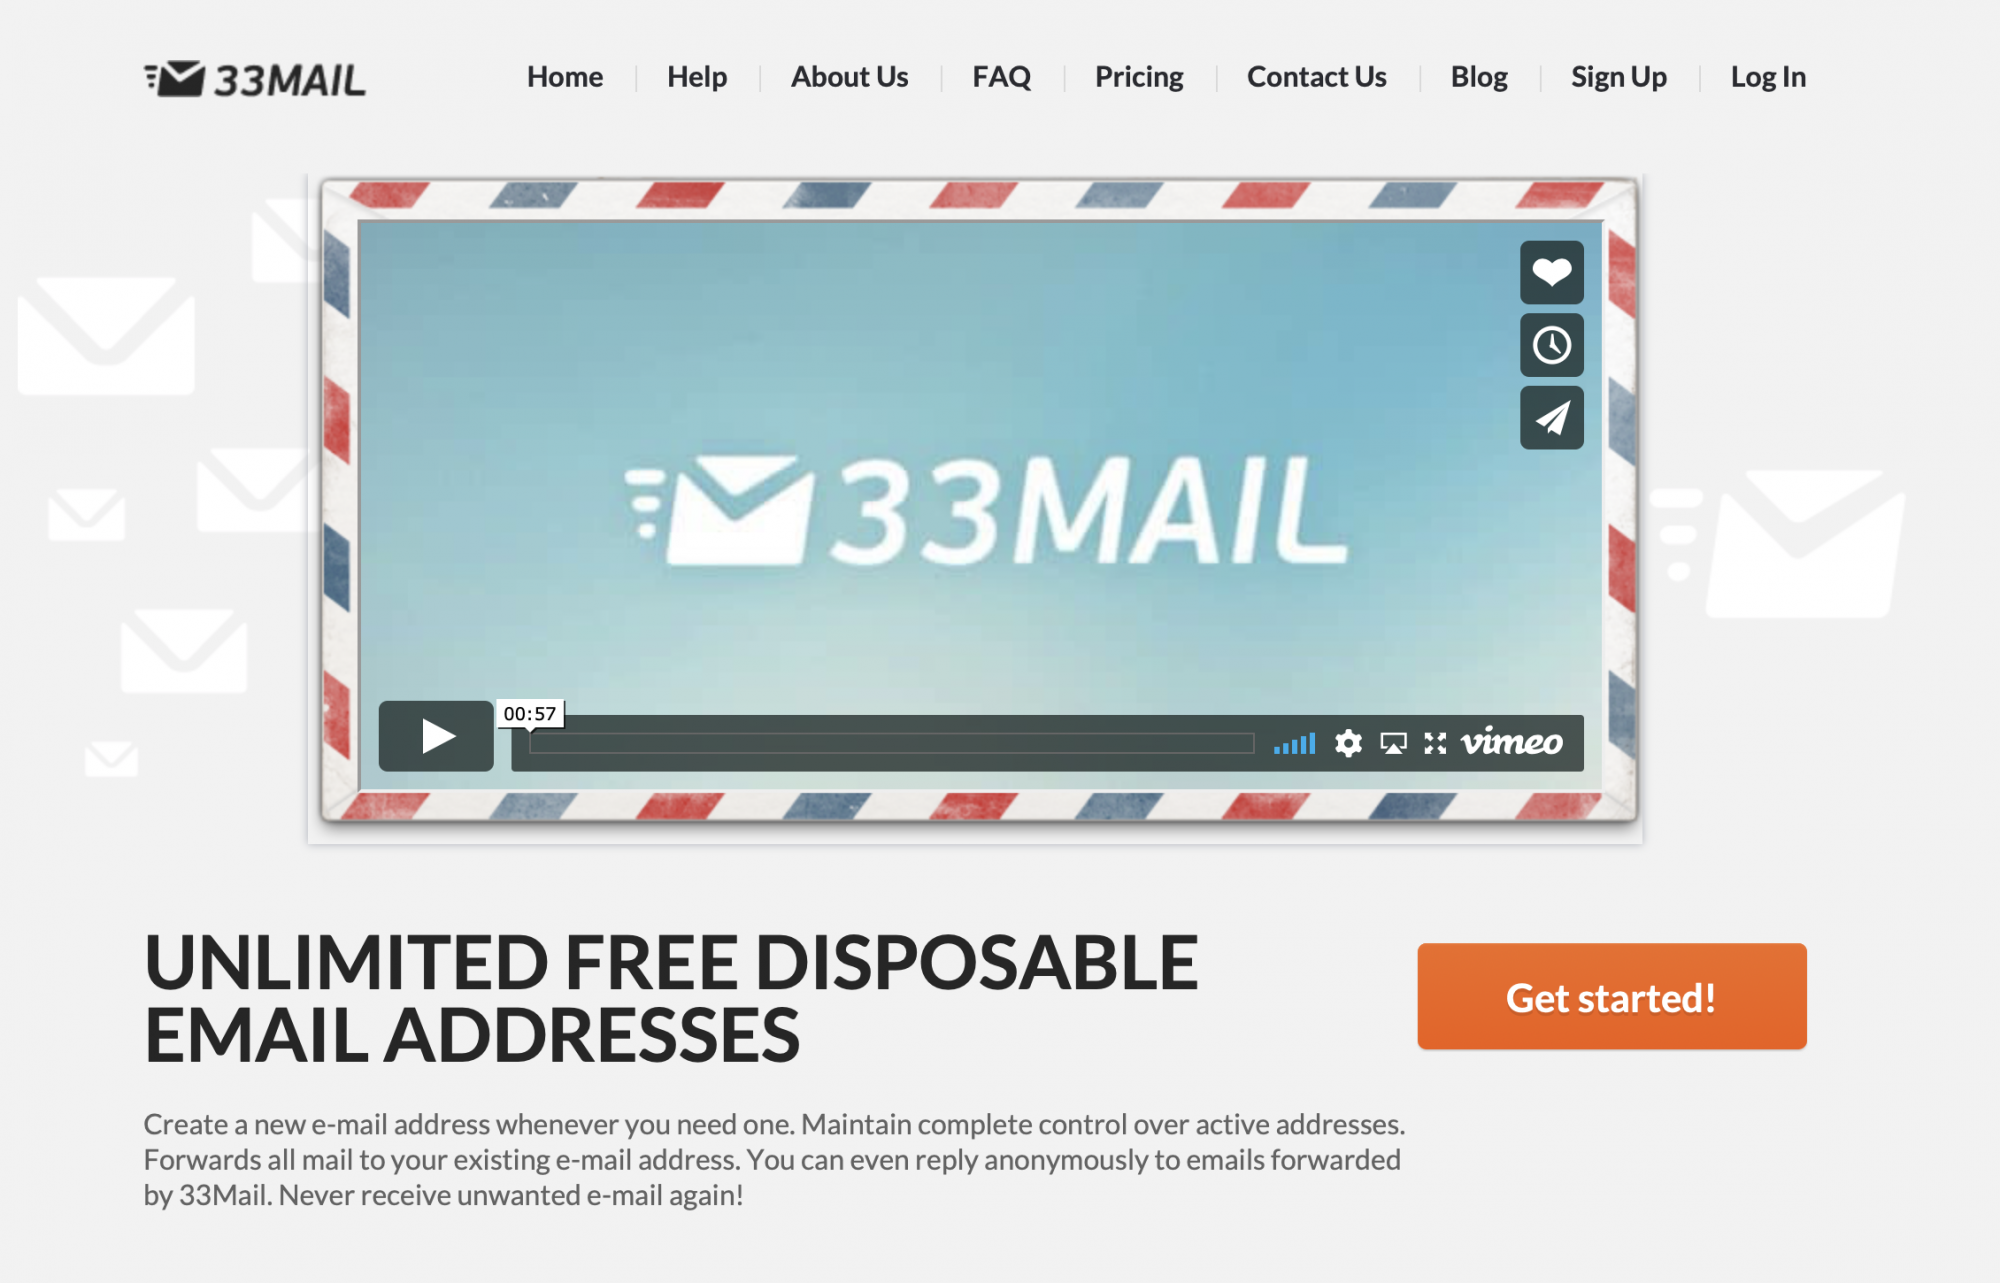 33MAIL
Home
Help
About Us
FAQ
Pricing
Contact Us
Blog
Sign Up
Log In
33MAIL
00:57
vimeo
UNLIMITED FREE DISPOSABLE
EMAIL ADDRESSES
Get started!
Create a new e-mail address whenever you need one. Maintain complete control over active addresses.
Forwards all mail to your existing e-mail address. You can even reply anonymously to emails forwarded
by 33Mail. Never receive unwanted e-mail again!